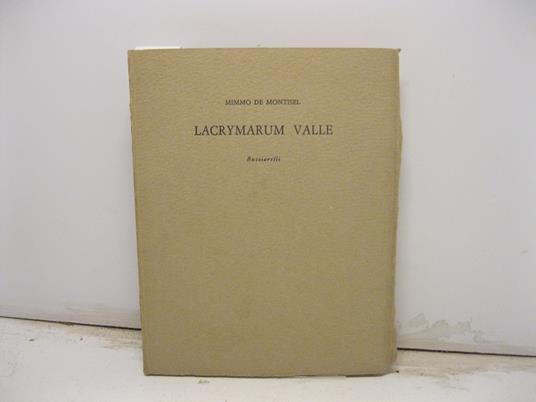 MIMMO DE MONTISEL
LACRYMARUM VALLE
Bucciarelli